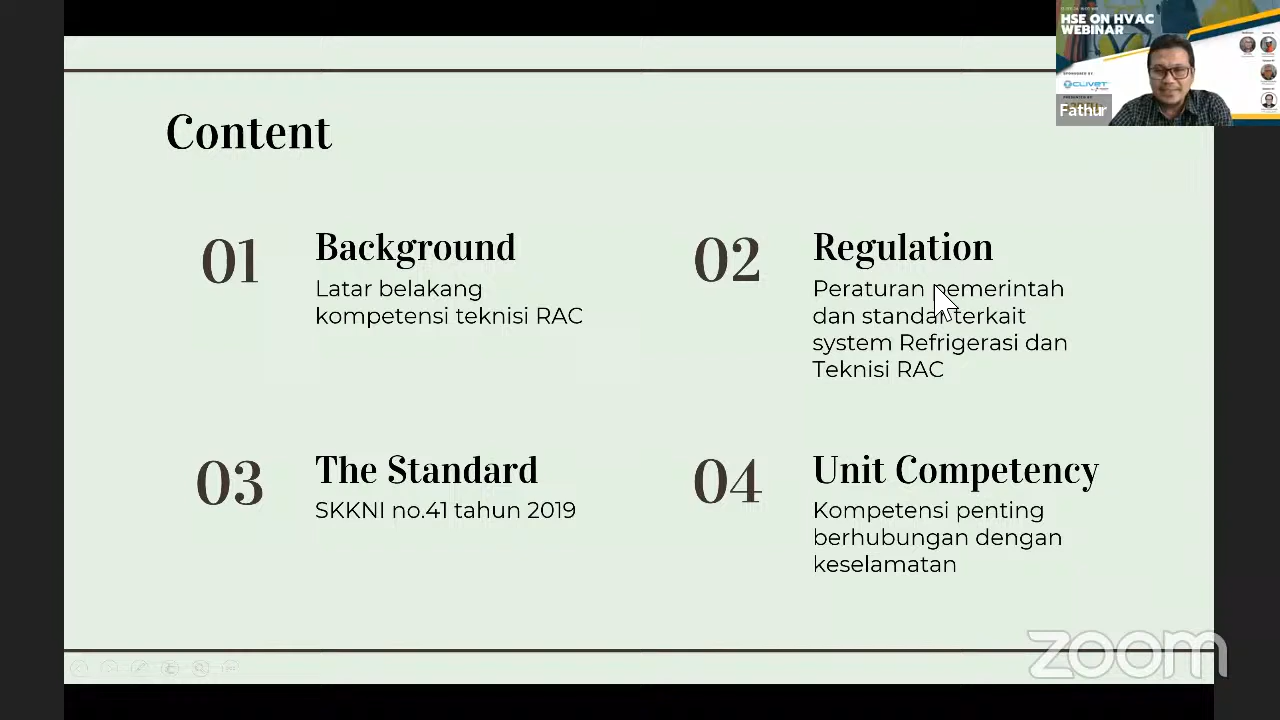 HSE ON HVAC
WEBINAR
CLIVET
Fathur
Content
01
Background
Latar belakang
kompetensi teknisi RAC
02
Regulation
Peraturan pemerintah
dan standar terkait
system Refrigerasi dan
Teknisi RAC
03
The Standard
SKKNI no.41 tahun 2019
04
Unit Competency
Kompetensi penting
berhubungan dengan
keselamatan
zoom